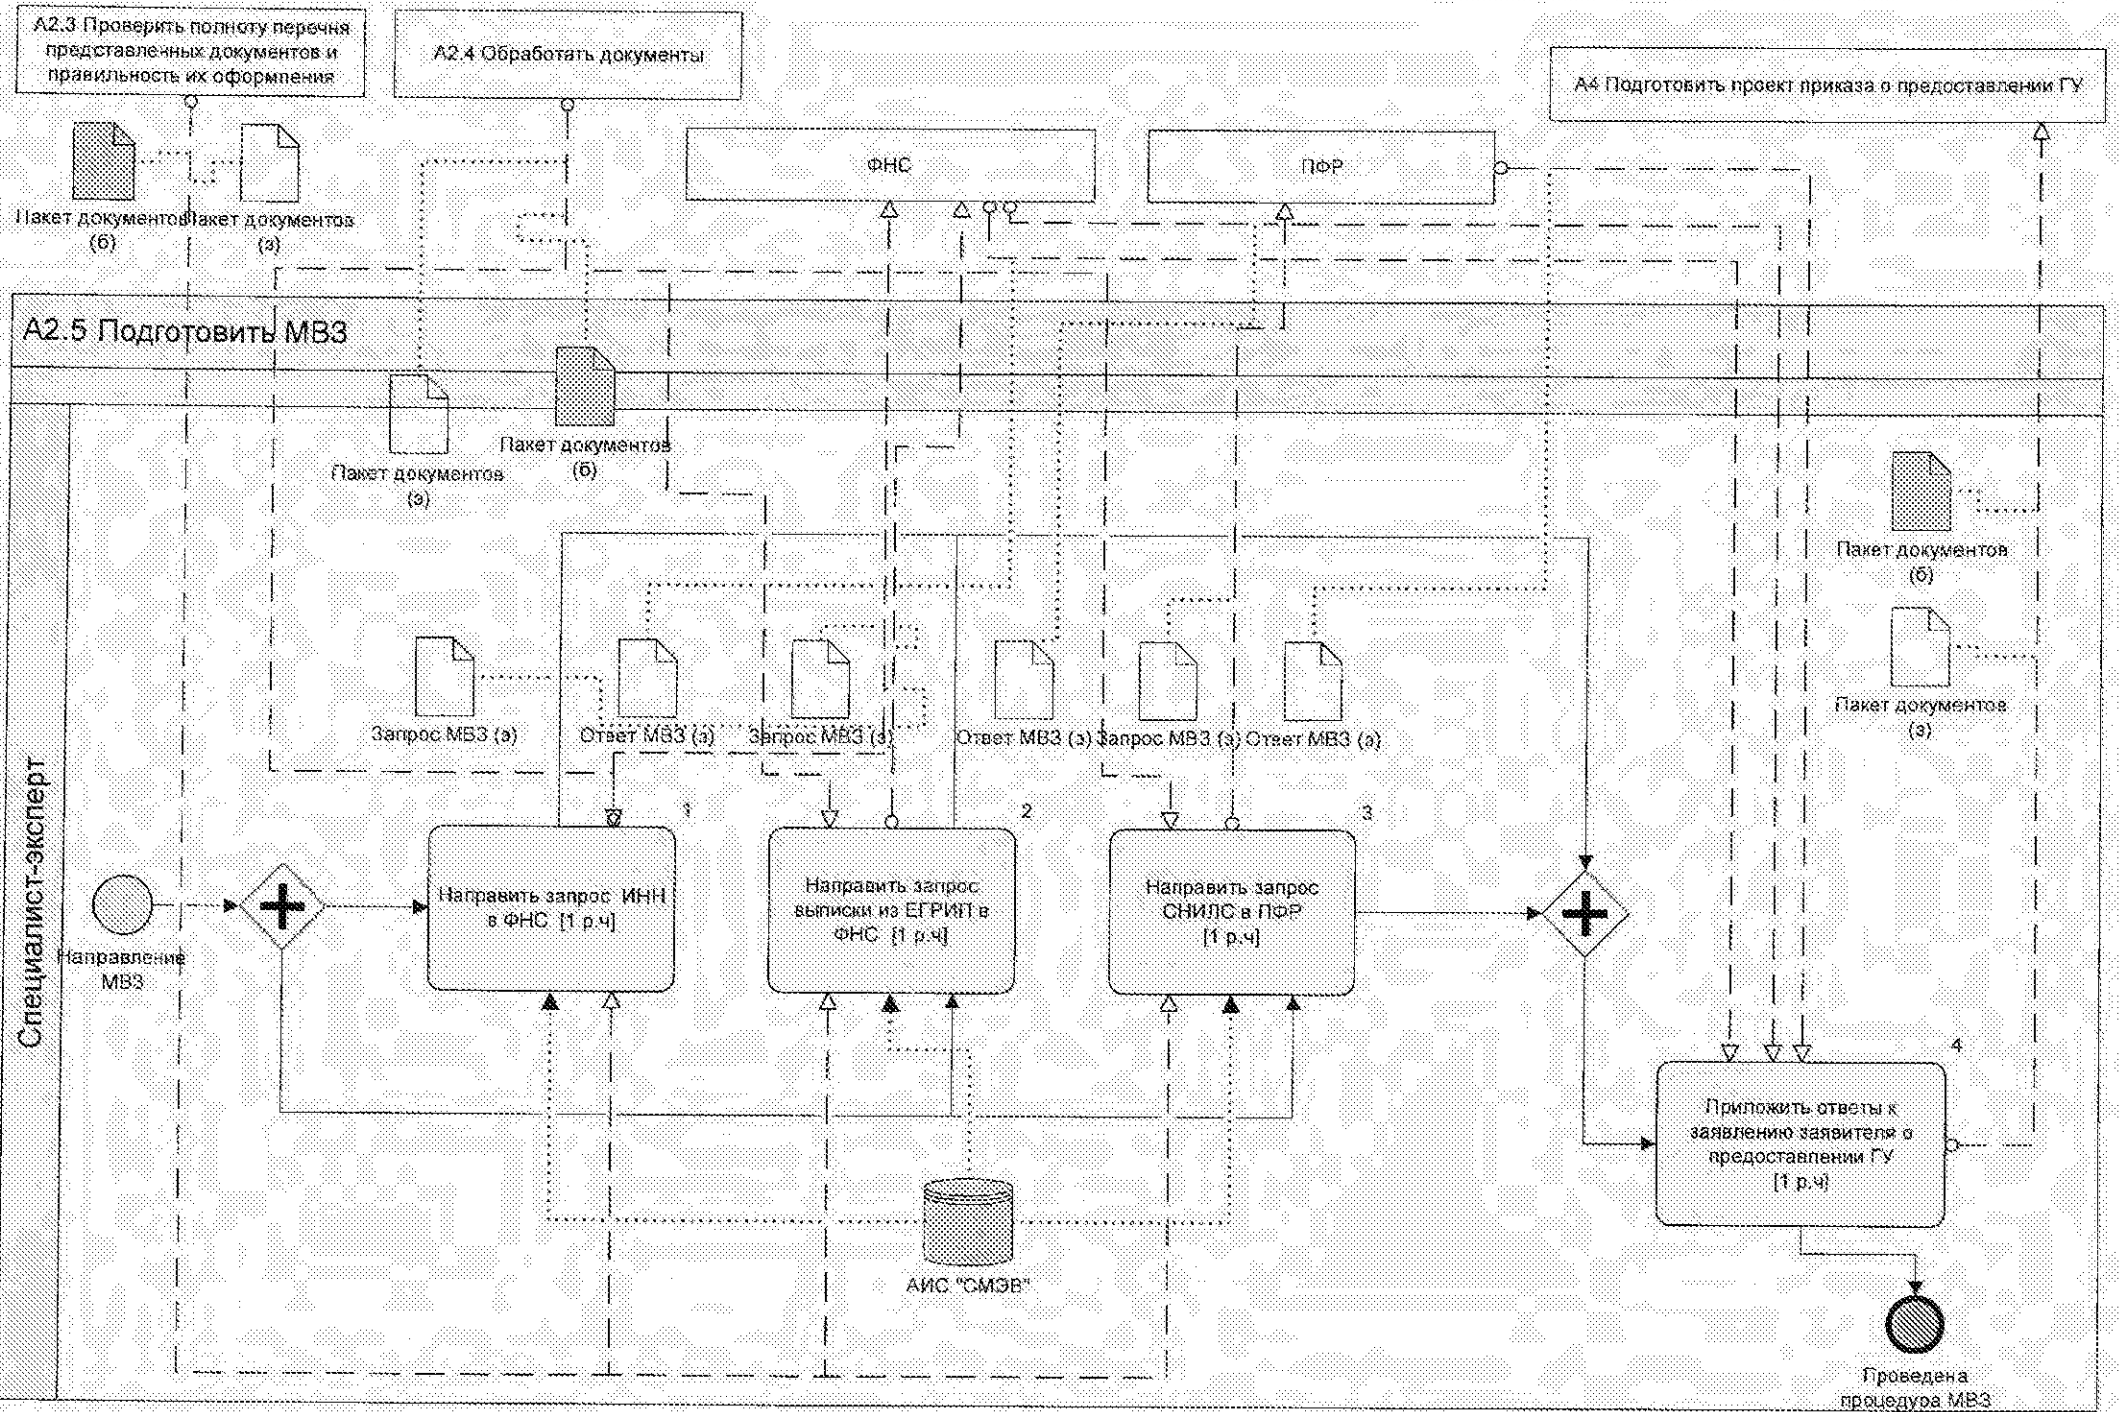 А2.3 Проверить полноту перечня
представленных документов и
правильность их оформления
А2.4 Обработать документы
А4 Подготовить проект приказа о предоставлении ГУ
ФНС
ПФР
Пакет документов
(б)
Пакет документов
(э)
А2.5 Подготовить МВЗ
Пакет документов
(э)
Пакет документов
(б)
Пакет документов
(б)
Пакет документов
(э)
Запрос МВЗ (э)
Ответ МВЗ (э)
Запрос МВЗ (э)
Ответ МВЗ (э)
Запрос МВЗ (э)
Ответ МВЗ (э)
Специалист-эксперт
Направление
МВЗ
1
Направить запрос ИНН
в ФНС [1 р.ч]
2
Направить запрос
выписки из ЕГРИП в
ФНС [1 р.ч]
3
Направить запрос
СНИЛС в ПФР
[1 р.ч]
4
Приложить ответы к
заявлению заявителя о
предоставлении ГУ
[1 р.ч]
АИС "СМЭВ"
Проведена
процедура МВЗ